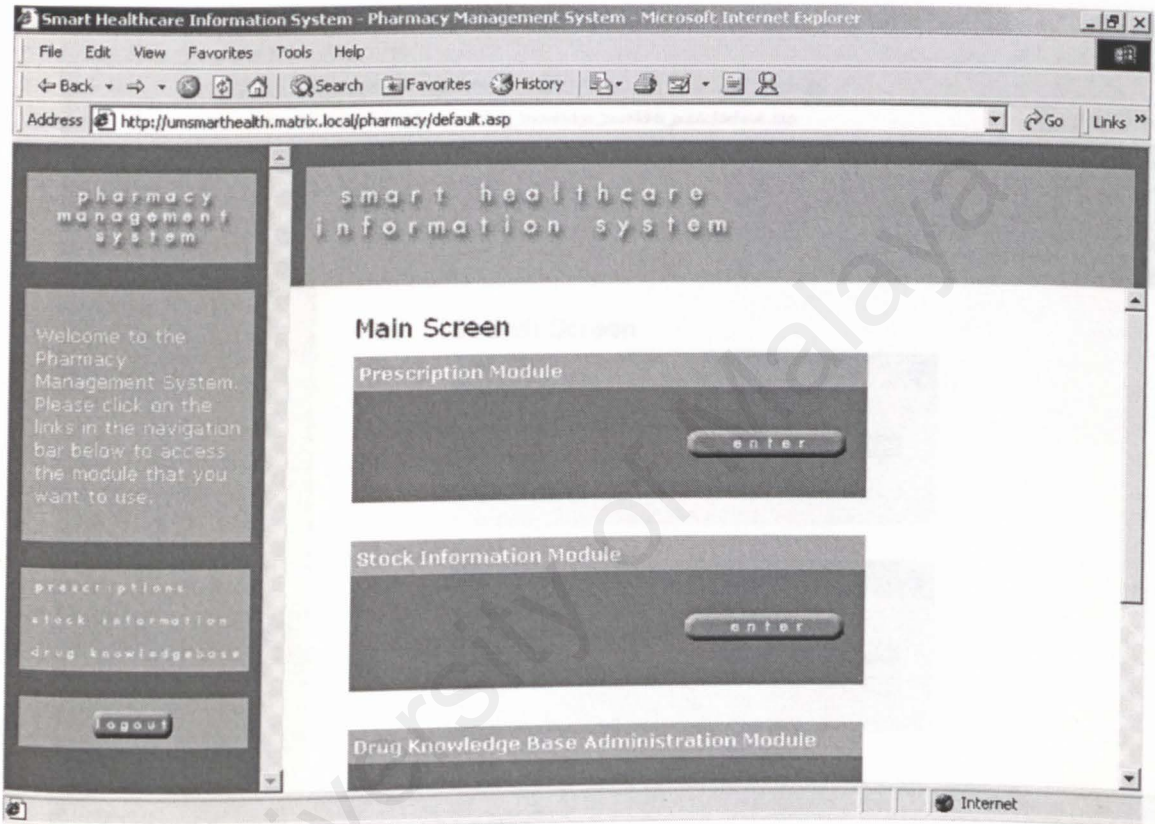 Smart Healthcare Information System - Pharmacy Management System - Microsoft Internet Explorer
File Edit View Favorites Tools Help
Back Search Favorites History
Address http://umsmarthealth.matrix.local/pharmacy/default.asp Go Links »
pharmacy
management
system
Welcome to the
Pharmacy
Management System.
Please click on the
links in the navigation
bar below to access
the module that you
want to use.
prescriptions
stock information
drug knowledgebase
logout
smart healthcare
information system
Main Screen
Prescription Module
enter
Stock Information Module
enter
Drug Knowledge Base Administration Module
Internet
University of Malaya